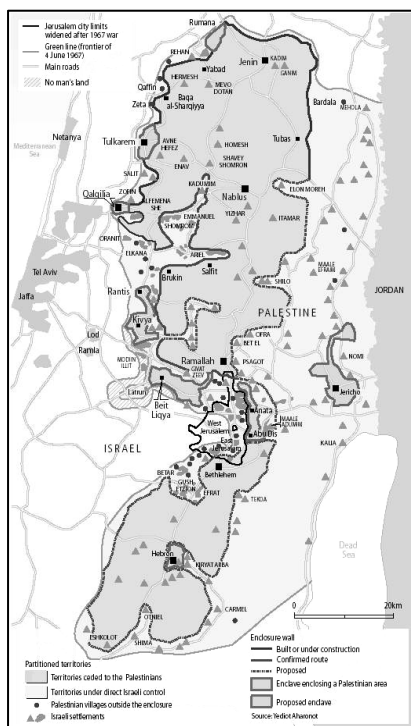 Jerusalem city limits
widened after 1967 war
Green line (frontier of
4 June 1967)
Main roads
No man's land
Rumana
REHAN
Yabad
Jenin
KADIM
GANIM
HERMESH
MEVO
DOTAN
Qaffin
Baqa
al-Sharqiyya
Zeta
Bardala
MEHOLA
Netanya
Mediterranean
Sea
Tulkarem
AVNE
HEFEZ
HOMESH
Tubas
ENAV
SHAVEY
SHOMRON
SALIT
KADUMIM
ELON MOREH
ZOFIN
Nablus
Qalqilia
ALFEMENA
SHE
EMMANUEL
YIZHAR
ITAMAR
SHOMROM
ORANIT
ELKANA
ARIEL
MAALE
EFRAIM
Tel Aviv
Brukin
Salfit
Jaffa
Rantis
SHILO
JORDAN
PALESTINE
Kivya
Lod
Ramla
OFRA
BET EL
NOMI
MODIIN
ILLIT
Ramallah
GIVAT
ZEEV
PSAGOT
Jericho
Latrun
Beit
Liqya
Anata
MAALE
ADUMIM
West
Jerusalem
Abu Dis
East
Jerusalem
KALIA
ISRAEL
BETAR
Bethlehem
GUSH
ETZION
EFRAT
TEKOA
Dead
Sea
Hebron
KIRYAT ARBA
OTNIEL
CARMEL
0
20km
ESHKOLOT
SHIMA
Partitioned territories
Territories ceded to the Palestinians
Territories under direct Israeli control
Palestinian villages outside the enclosure
Israeli settlements
Enclosure wall
Built or under construction
Confirmed route
Proposed
Enclave enclosing a Palestinian area
Proposed enclave
Source: Yediot Aharonot